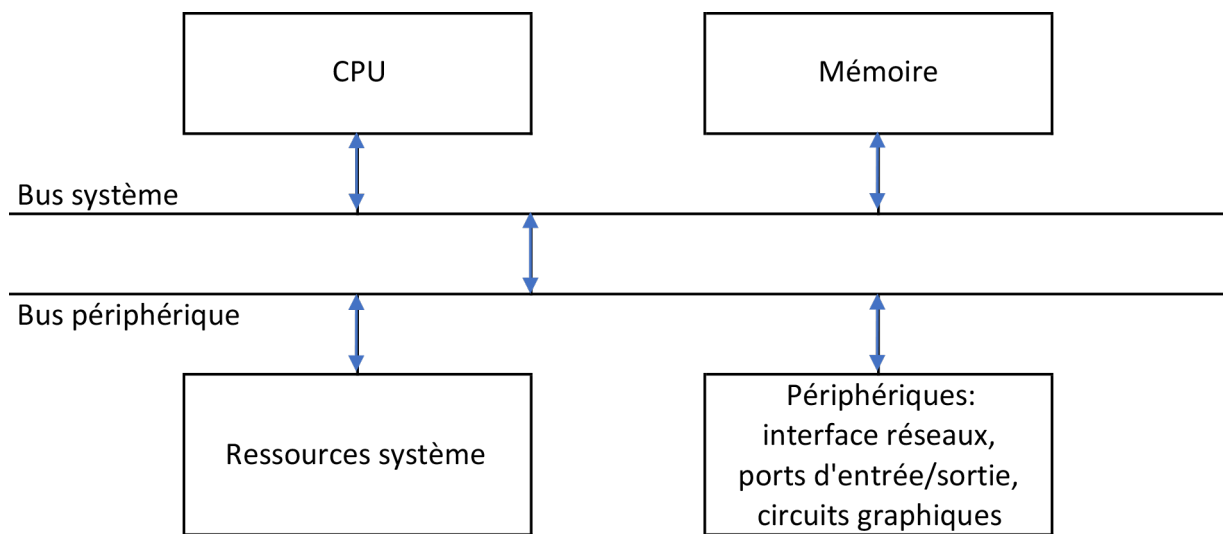 CPU
Mémoire
Bus système
Bus périphérique
Ressources système
Périphériques:
interface réseaux,
ports d'entrée/sortie,
circuits graphiques